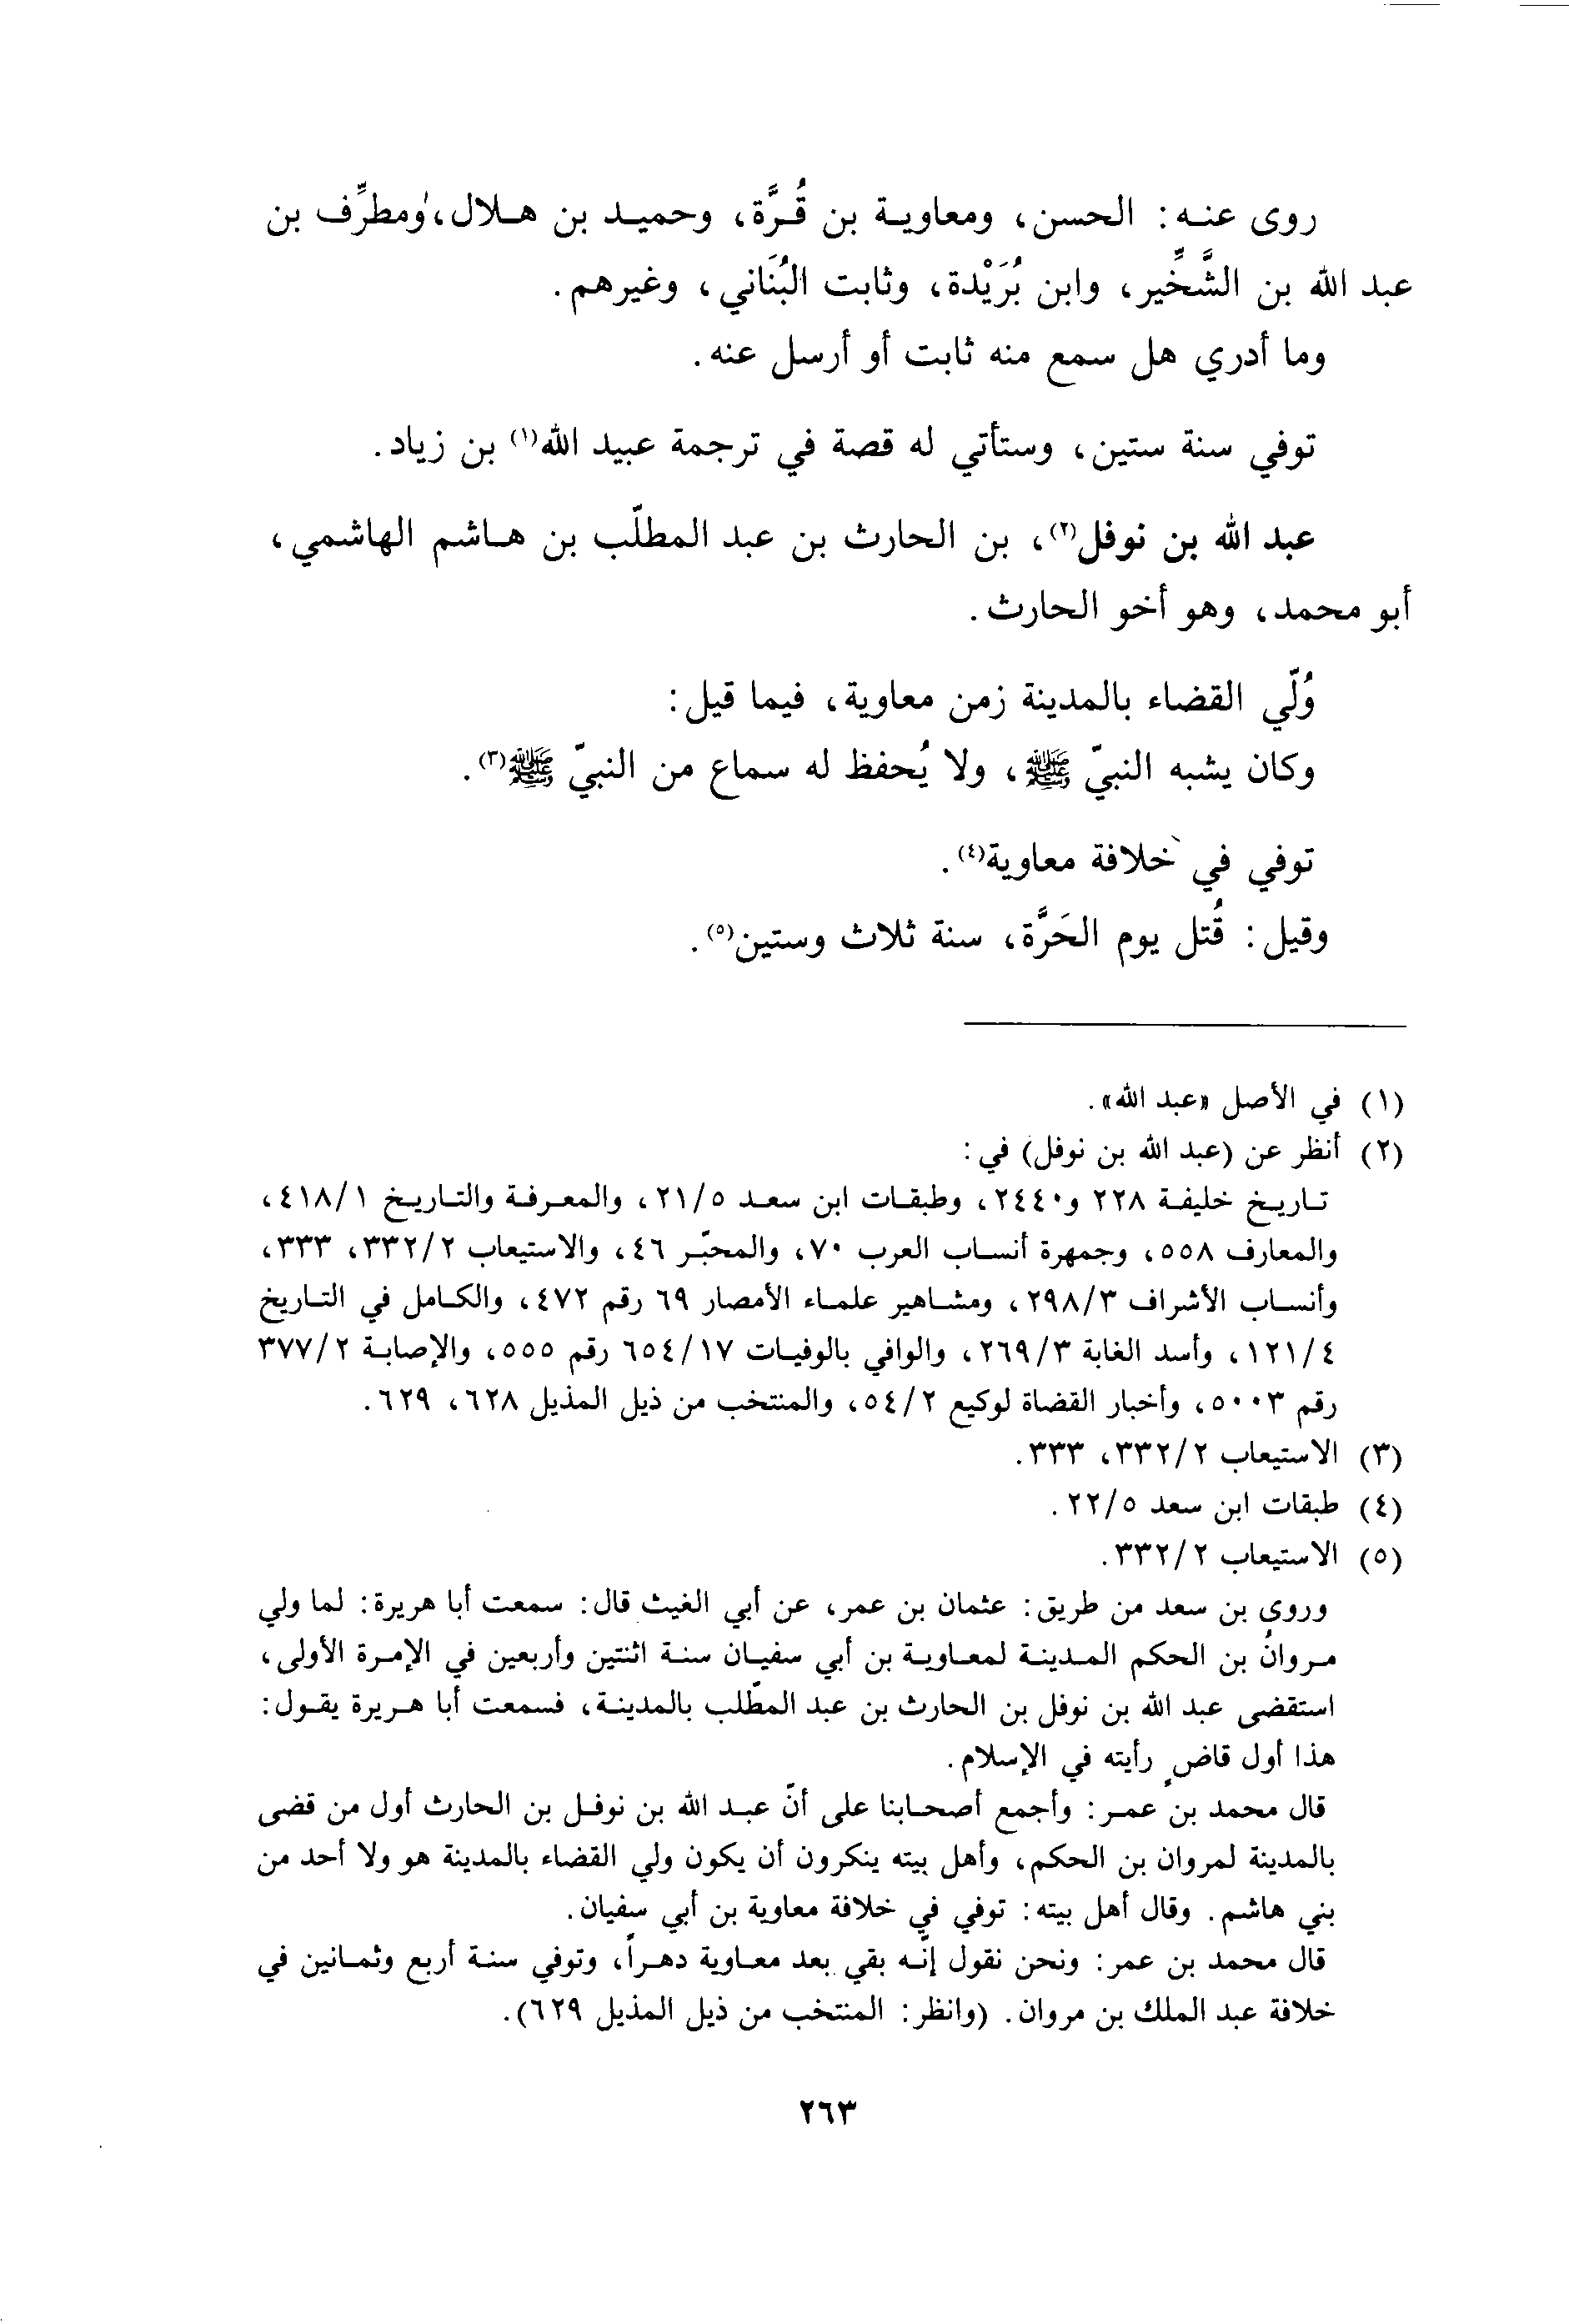 روى عنه: الحسن، ومعاوية بن قُرَّة، وحميد بن هلال، ومطرِّف بن
عبد الله بن الشَّخِّير، وابن بُرَيْدة، وثابت البُنَاني، وغيرهم.
وما أدري هل سمع منه ثابت أو أرسل عنه.
توفي سنة ستين، وستأتي له قصة في ترجمة عبيد الله(١) بن زياد.
عبد الله بن نوفل(٢)، بن الحارث بن عبد المطلّب بن هاشم الهاشمي،
أبو محمد، وهو أخو الحارث.
وُلّي القضاء بالمدينة زمن معاوية، فيما قيل:
وكان يشبه النبيّ ﷺ، ولا يُحفظ له سماع من النبيّ ﷺ(٣).
توفي في خلافة معاوية(٤).
وقيل: قُتل يوم الحَرَّة، سنة ثلاث وستين(٥).
(١) في الأصل «عبد الله».
(٢) أنظر عن (عبد الله بن نوفل) في:
تاريخ خليفة ٢٢٨ و٢٤٤٠، وطبقات ابن سعد ٢١/٥، والمعرفة والتاريخ ٤١٨/١،
والمعارف ٥٥٨، وجمهرة أنساب العرب ٧٠، والمحبّر ٤٦، والاستيعاب ٣٣٢/٢، ٣٣٣،
وأنساب الأشراف ٢٩٨/٣، ومشاهير علماء الأمصار ٦٩ رقم ٤٧٢، والكامل في التاريخ
١٢١/٤، وأسد الغابة ٢٦٩/٣، والوافي بالوفيات ٦٥٤/١٧ رقم ٥٥٥، والإصابة ٣٧٧/٢
رقم ٥٠٠٣، وأخبار القضاة لوكيع ٥٤/٢، والمنتخب من ذيل المذيل ٦٢٨، ٦٢٩.
(٣) الاستيعاب ٣٣٢/٢، ٣٣٣.
(٤) طبقات ابن سعد ٢٢/٥.
(٥) الاستيعاب ٣٣٢/٢.
وروى بن سعد من طريق: عثمان بن عمر، عن أبي الغيث قال: سمعت أبا هريرة: لما ولي
مروانُ بن الحكم المدينة لمعاوية بن أبي سفيان سنة اثنتين وأربعين في الإمرة الأولى،
استقضى عبد الله بن نوفل بن الحارث بن عبد المطّلب بالمدينة، فسمعت أبا هريرة يقول:
هذا أول قاضٍ رأيته في الإسلام.
قال محمد بن عمر: وأجمع أصحابنا على أنّ عبد الله بن نوفل بن الحارث أول من قضى
بالمدينة لمروان بن الحكم، وأهل بيته ينكرون أن يكون ولي القضاء بالمدينة هو ولا أحد من
بني هاشم. وقال أهل بيته: توفي في خلافة معاوية بن أبي سفيان.
قال محمد بن عمر: ونحن نقول إنّه بقي بعد معاوية دهراً، وتوفي سنة أربع وثمانين في
خلافة عبد الملك بن مروان. (وانظر: المنتخب من ذيل المذيل ٦٢٩).
٢٦٣